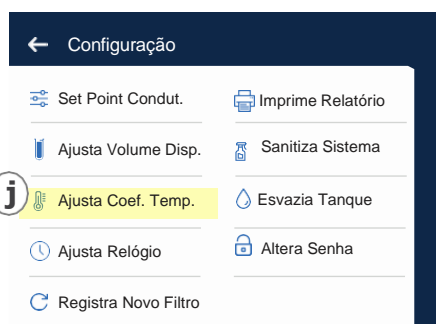 ← Configuração
Set Point Condut.
Imprime Relatório
Ajusta Volume Disp.
Sanitiza Sistema
j
Ajusta Coef. Temp.
Esvazia Tanque
Ajusta Relógio
Altera Senha
Registra Novo Filtro